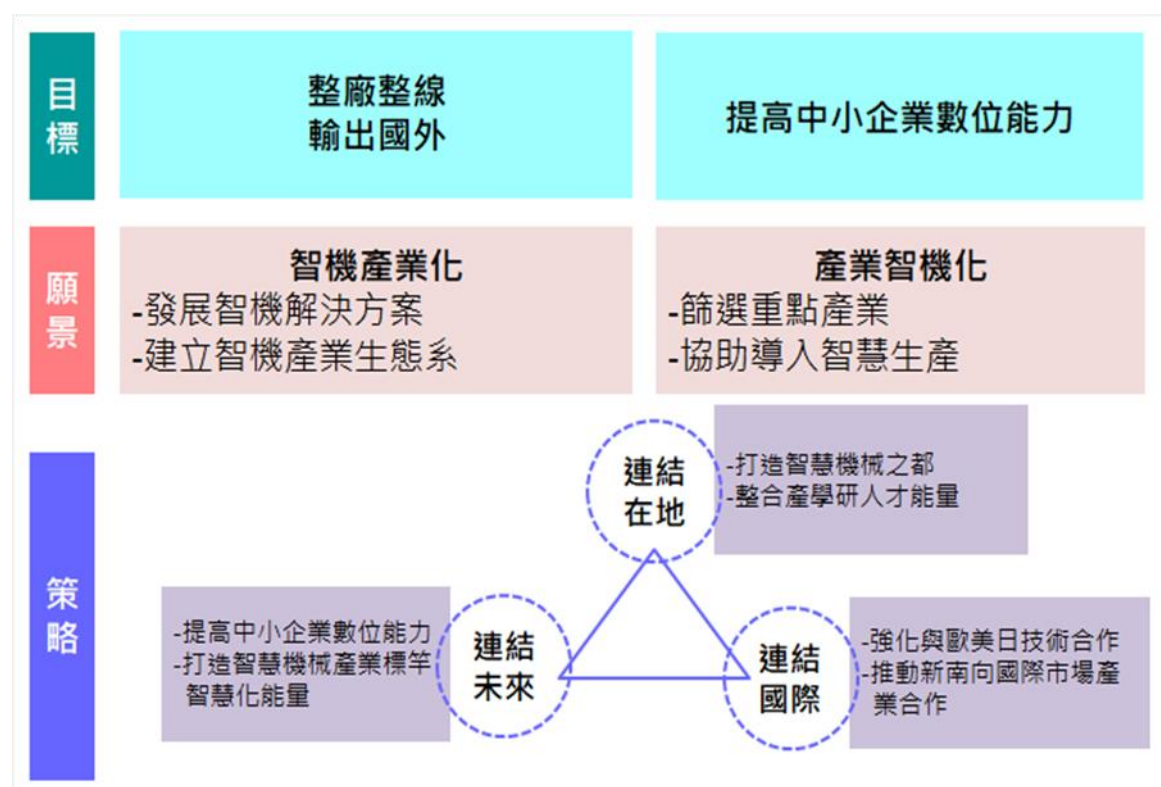 目標
整廠整線
輸出國外
提高中小企業數位能力
願景
智機產業化
-發展智機解決方案
-建立智機產業生態系
產業智機化
-篩選重點產業
-協助導入智慧生產
策略
連結
在地
-打造智慧機械之都
-整合產學研人才能量
-提高中小企業數位能力
-打造智慧機械產業標竿
智慧化能量
連結
未來
連結
國際
-強化與歐美日技術合作
-推動新南向國際市場產
業合作